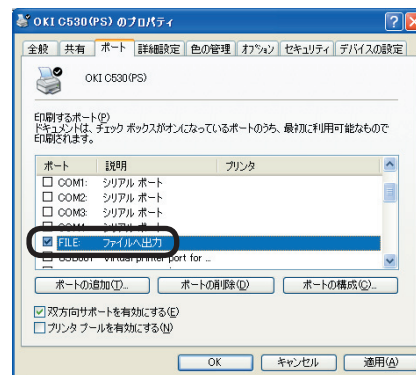 OKI C530(PS) のプロパティ
全般 共有 ポート 詳細設定 色の管理 オプション セキュリティ デバイスの設定
OKI C530(PS)
印刷するポート(P)
ドキュメントは、チェック ボックスがオンになっているポートのうち、最初に利用可能なもので
印刷されます。
ポート 説明 プリンタ
COM1: シリアル ポート
COM2: シリアル ポート
COM3: シリアル ポート
COM4: シリアル ポート
FILE: ファイルへ出力
USB001 Virtual printer port for ...
ポートの追加(T)... ポートの削除(D) ポートの構成(C)...
双方向サポートを有効にする(E)
プリンタ プールを有効にする(N)
OK キャンセル 適用(A)